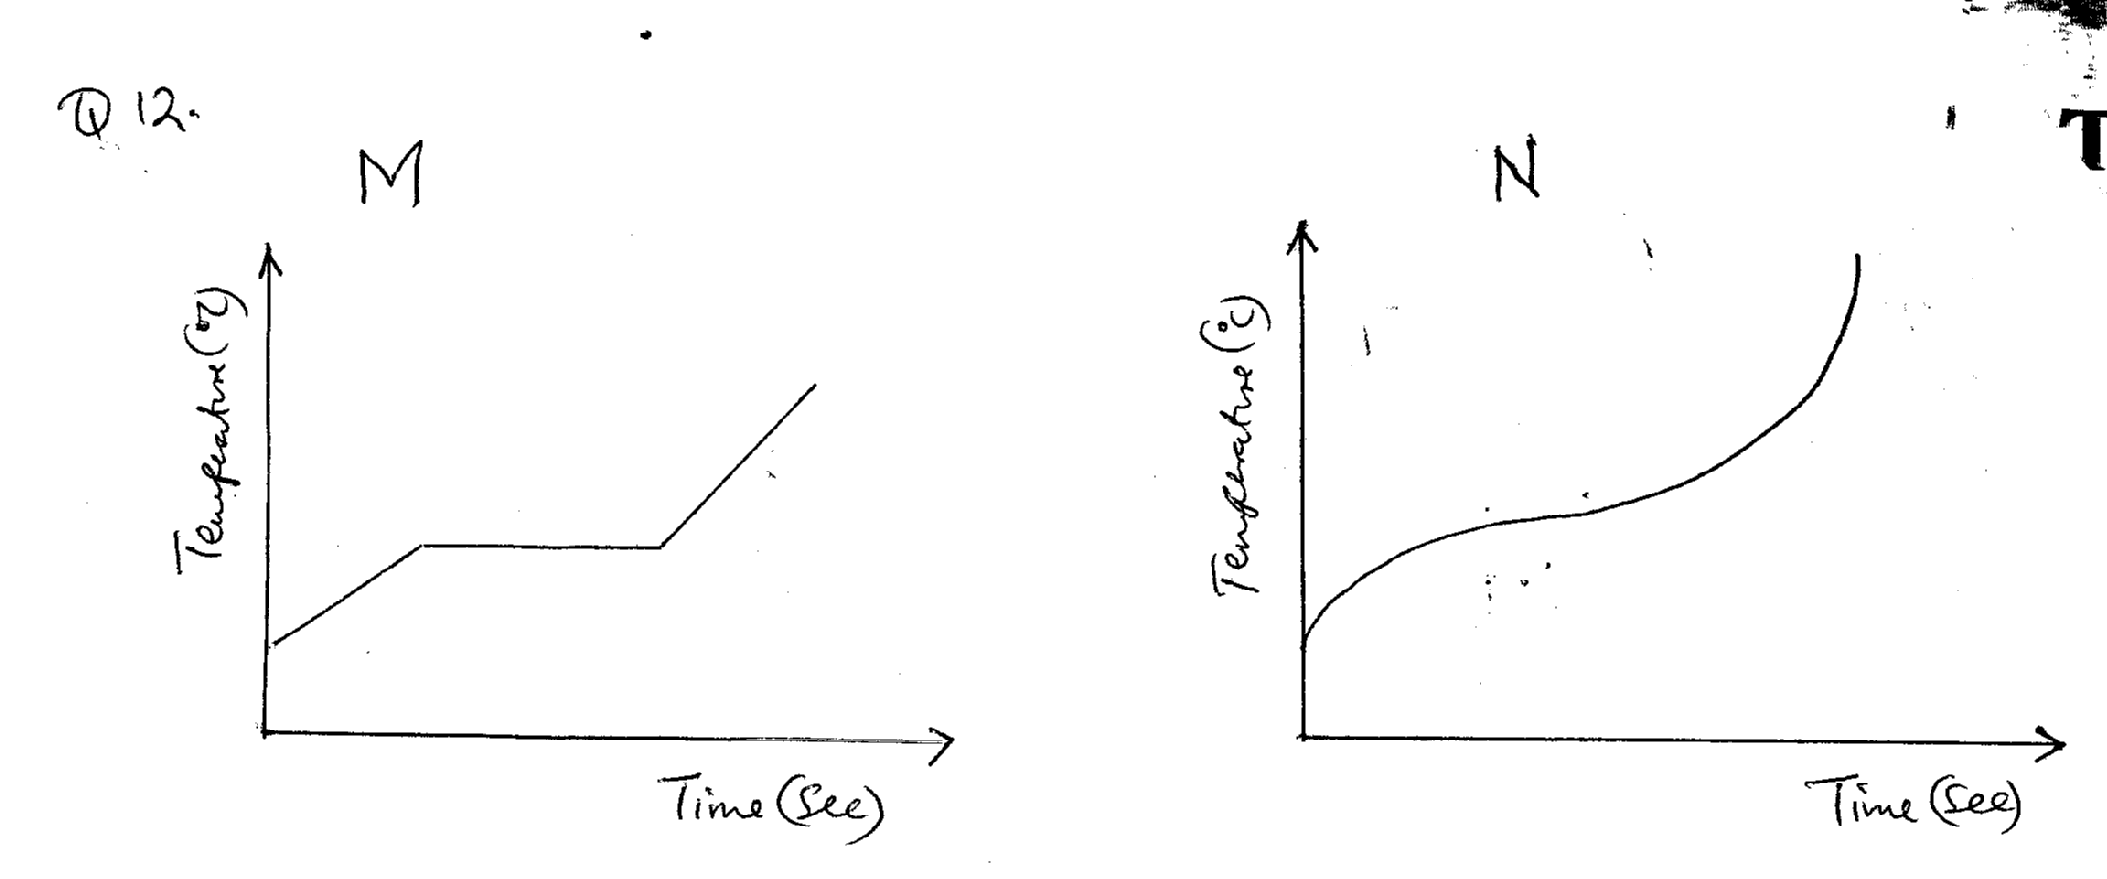 Q 12.
M
N
Temperature (°C)
Time (Sec)
Temperature (°C)
Time (Sec)
T